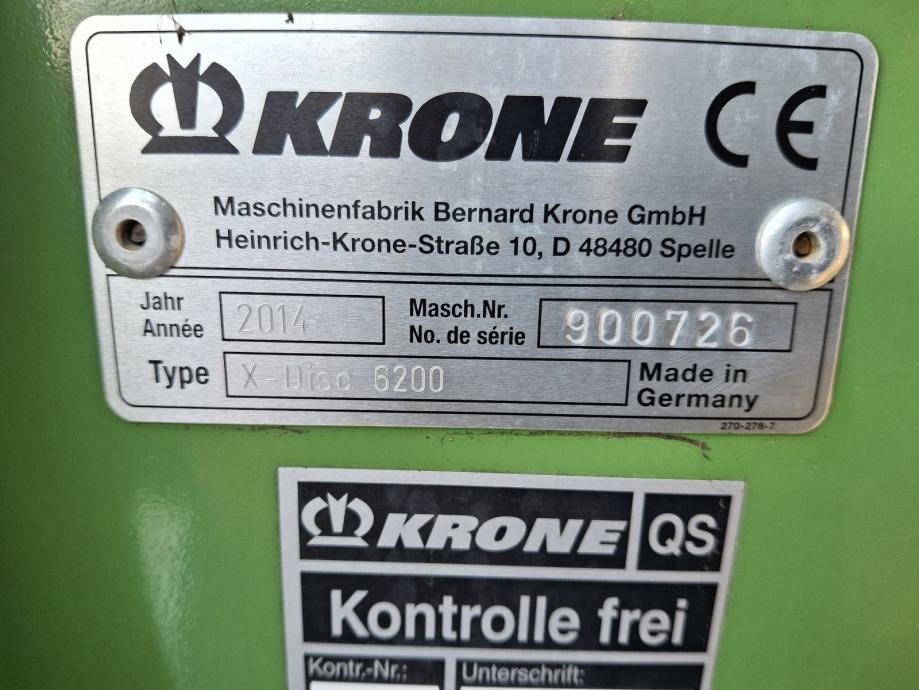 KRONE CE
Maschinenfabrik Bernard Krone GmbH
Heinrich-Krone-Straße 10, D 48480 Spelle
Jahr
Année 2014
Masch.Nr.
No. de série 900726
Type X-Disc 6200
Made in
Germany
270-278-7
KRONE QS
Kontrolle frei
Kontr.-Nr.: Unterschrift: